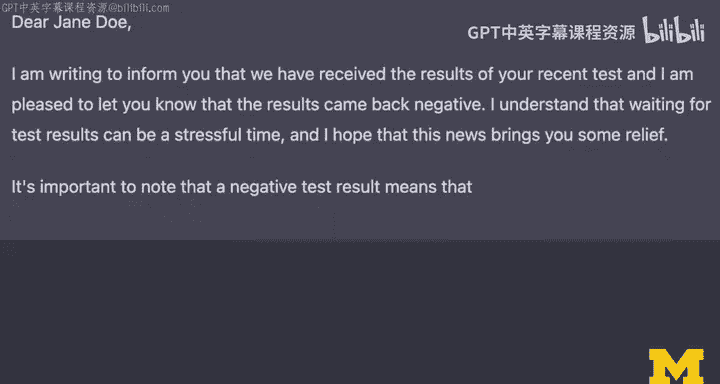 GPT中英字幕课程资源@bilibili.com
Dear Jane Doe,
GPT中英字幕课程资源 bilibili
I am writing to inform you that we have received the results of your recent test and I am
pleased to let you know that the results came back negative. I understand that waiting for
test results can be a stressful time, and I hope that this news brings you some relief.
It's important to note that a negative test result means that
M